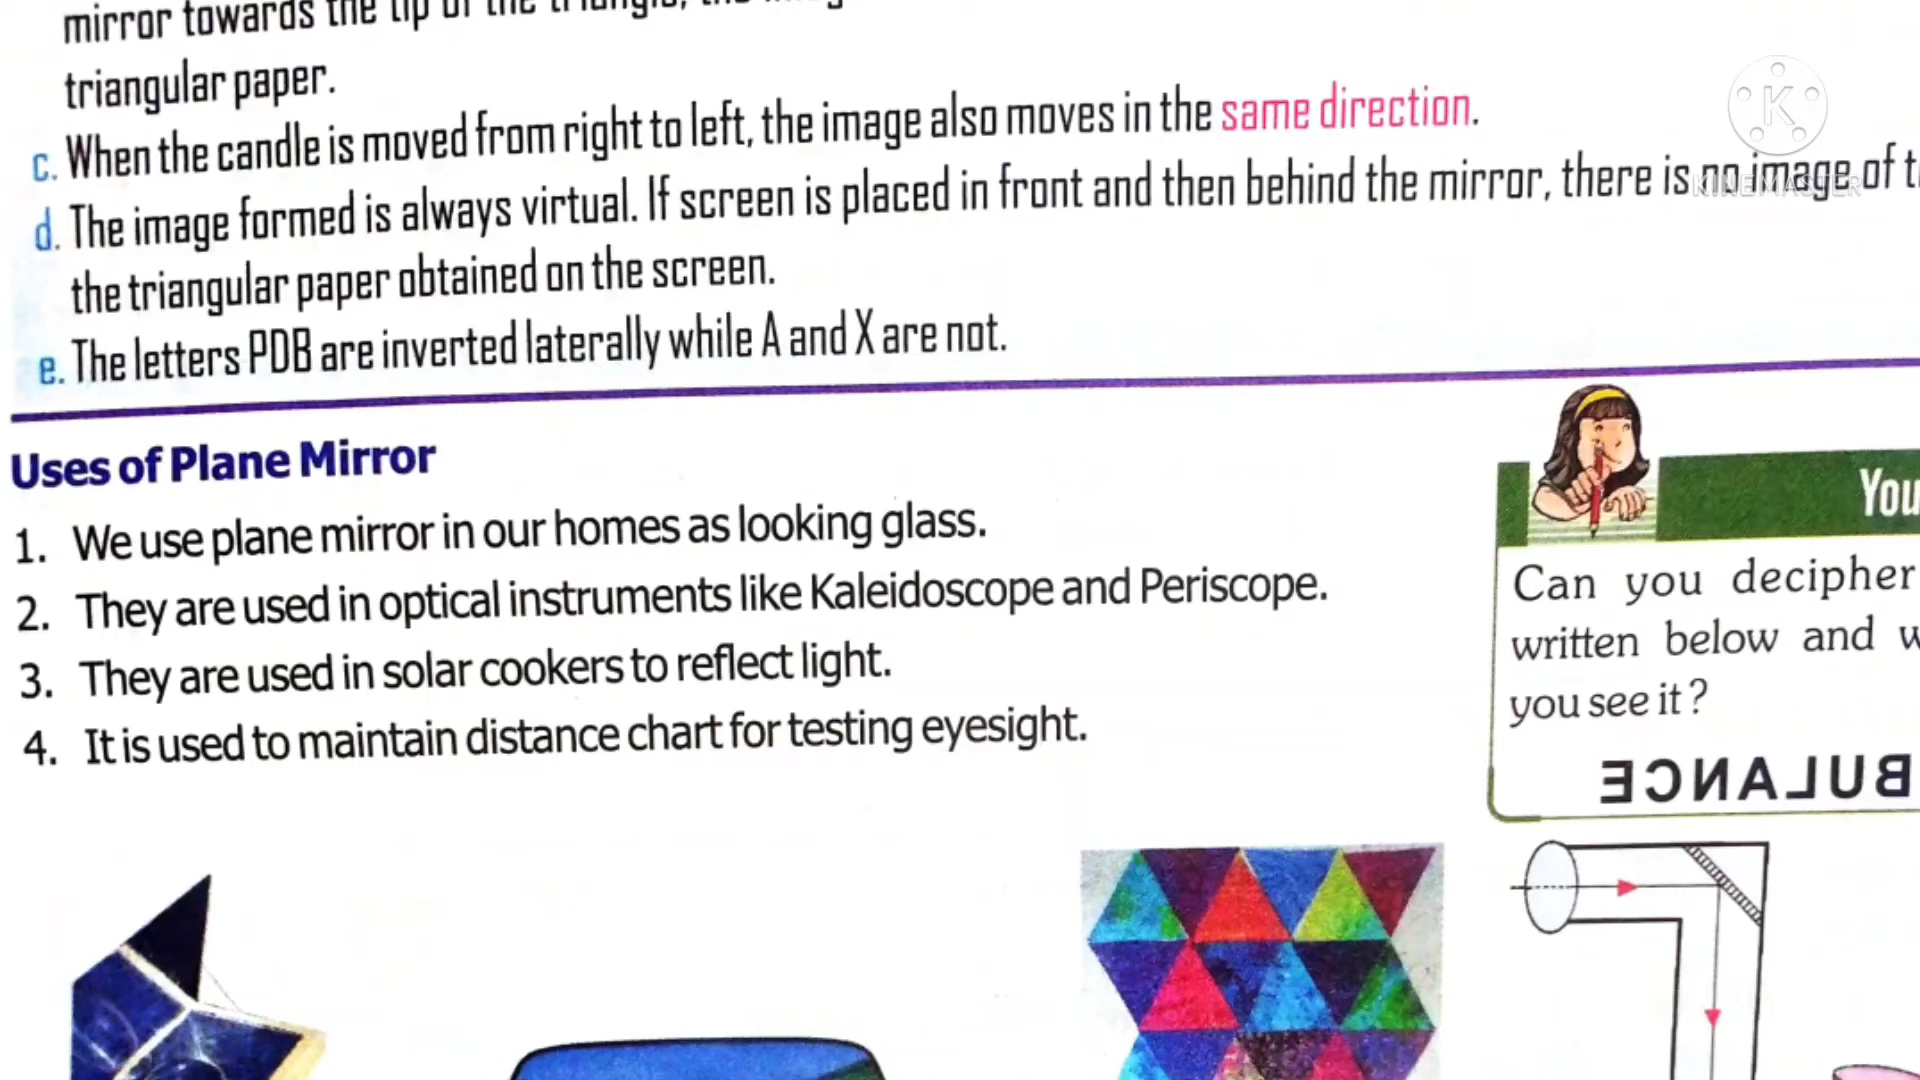 mirror towards the tip of the triangle, the
triangular paper.
c. When the candle is moved from right to left, the image also moves in the same direction.
d. The image formed is always virtual. If screen is placed in front and then behind the mirror, there is no image of
the triangular paper obtained on the screen.
e. The letters PDB are inverted laterally while A and X are not.
KINEMASTER
Uses of Plane Mirror
1. We use plane mirror in our homes as looking glass.
2. They are used in optical instruments like Kaleidoscope and Periscope.
3. They are used in solar cookers to reflect light.
4. It is used to maintain distance chart for testing eyesight.
You
Can you decipher
written below and w
you see it?
BULANCE